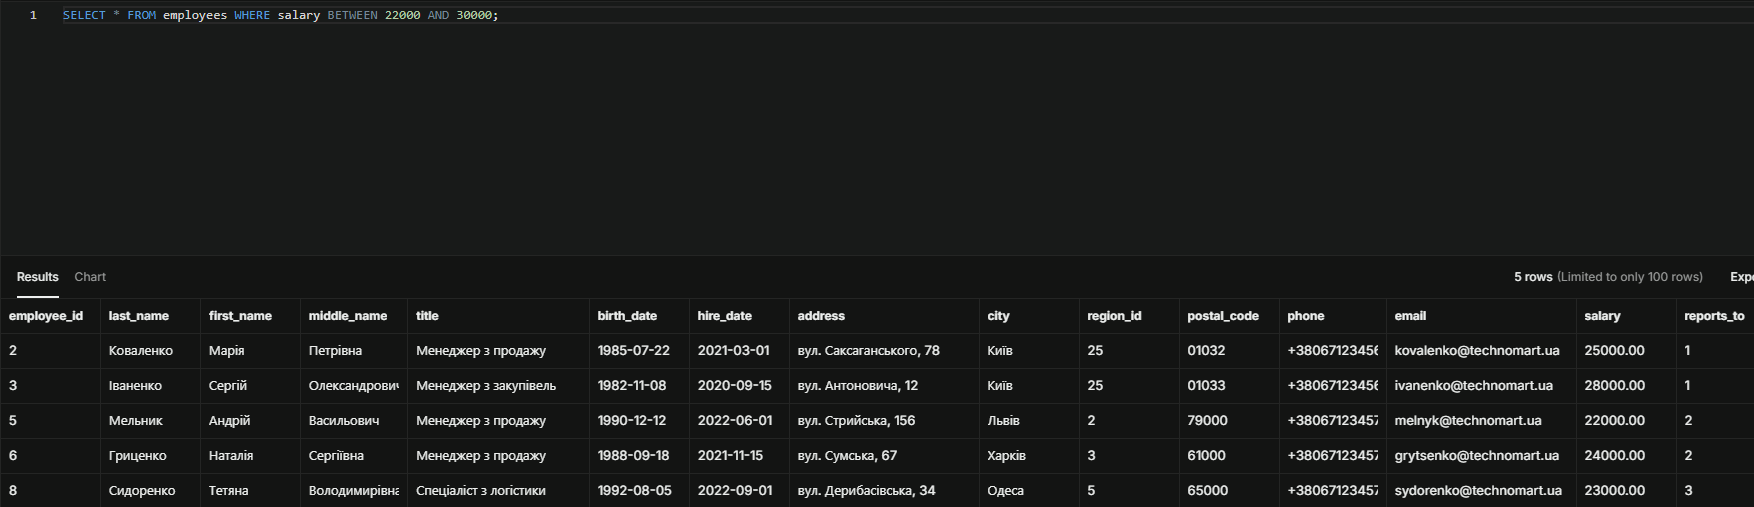 1 SELECT * FROM employees WHERE salary BETWEEN 22000 AND 30000;
Results Chart 5 rows (Limited to only 100 rows) Expo
employee_id last_name first_name middle_name title birth_date hire_date address city region_id postal_code phone email salary reports_to
2 Коваленко Марія Петрівна Менеджер з продажу 1985-07-22 2021-03-01 вул. Саксаганського, 78 Київ 25 01032 +38067123456 kovalenko@technomart.ua 25000.00 1
3 Іваненко Сергій Олександрович Менеджер з закупівель 1982-11-08 2020-09-15 вул. Антоновича, 12 Київ 25 01033 +38067123456 ivanenko@technomart.ua 28000.00 1
5 Мельник Андрій Васильович Менеджер з продажу 1990-12-12 2022-06-01 вул. Стрийська, 156 Львів 2 79000 +38067123457 melnyk@technomart.ua 22000.00 2
6 Гриценко Наталія Сергіївна Менеджер з продажу 1988-09-18 2021-11-15 вул. Сумська, 67 Харків 3 61000 +38067123457 grytsenko@technomart.ua 24000.00 2
8 Сидоренко Тетяна Володимирівна Спеціаліст з логістики 1992-08-05 2022-09-01 вул. Дерибасівська, 34 Одеса 5 65000 +38067123457 sydorenko@technomart.ua 23000.00 3